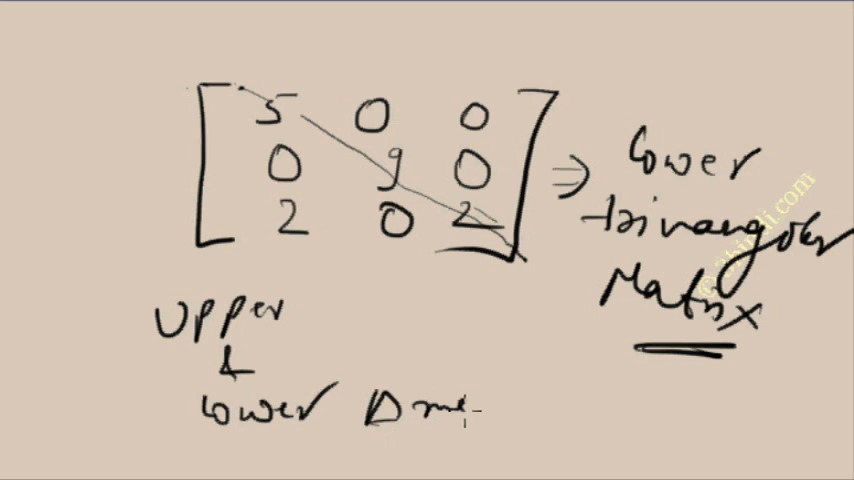 5 0 0
0 9 0
2 0 2
⇒ Lower
triangular
Matrix
Upper
&
Lower Δ